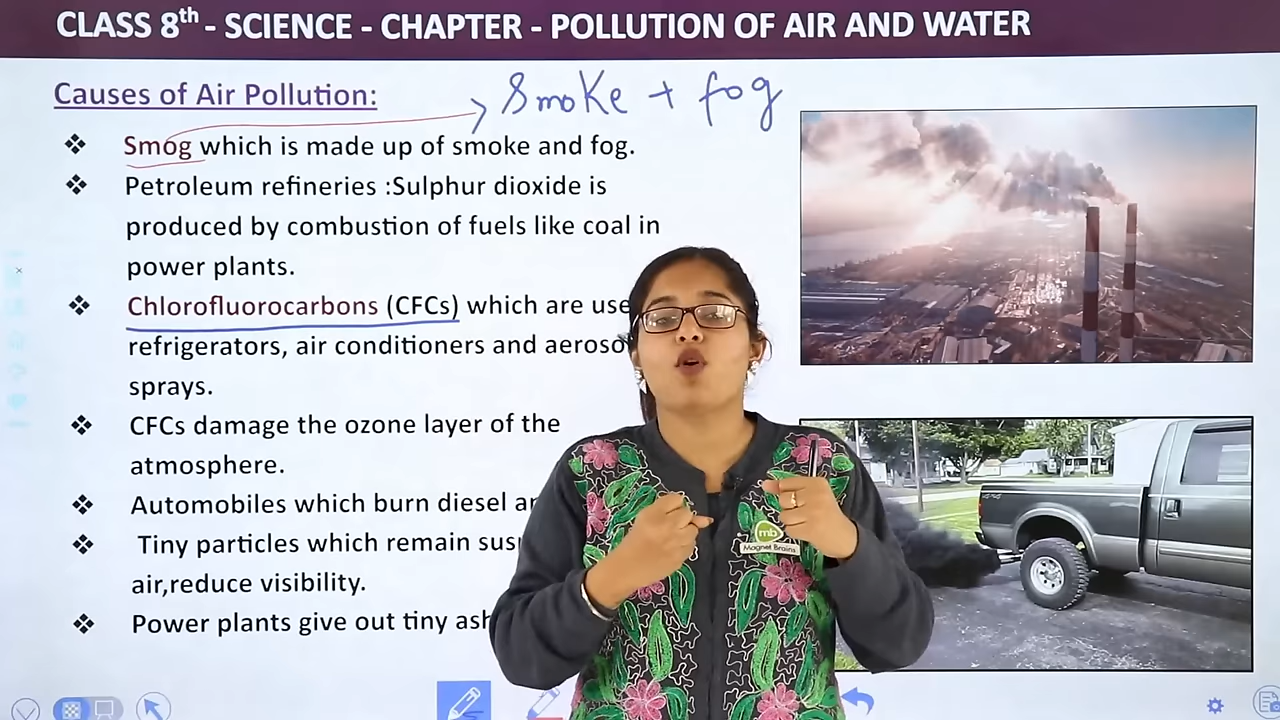 CLASS 8th - SCIENCE - CHAPTER - POLLUTION OF AIR AND WATER
Causes of Air Pollution:
Smoke + fog
Smog which is made up of smoke and fog.
Petroleum refineries :Sulphur dioxide is
produced by combustion of fuels like coal in
power plants.
Chlorofluorocarbons (CFCs) which are use
refrigerators, air conditioners and aeroso
sprays.
CFCs damage the ozone layer of the
atmosphere.
Automobiles which burn diesel
Tiny particles which remain sus
air,reduce visibility.
Power plants give out tiny ash
mb
Magnet Brains
4x4